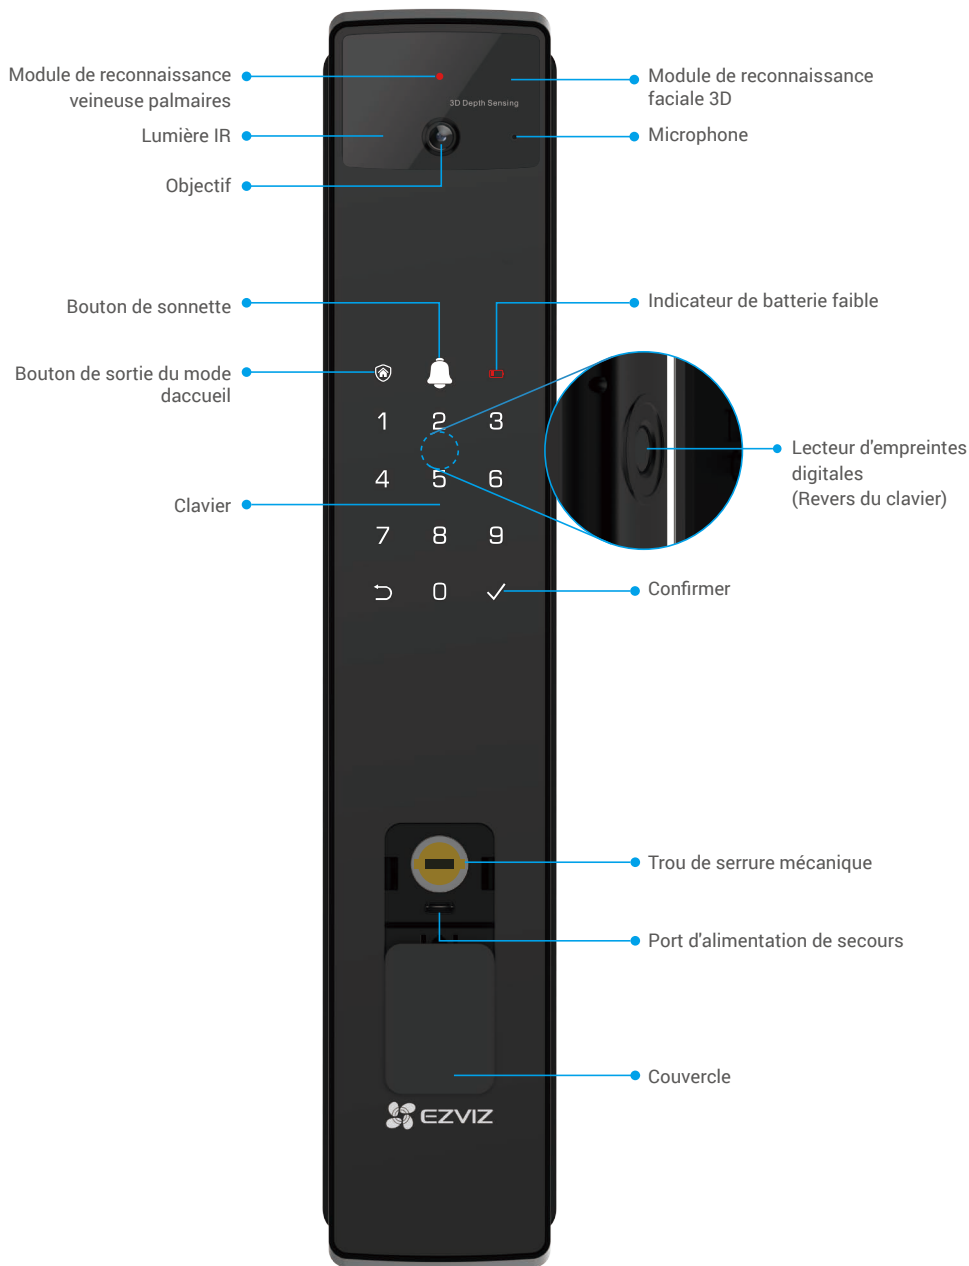 Module de reconnaissance
veineuse palmaires
Module de reconnaissance
faciale 3D
3D Depth Sensing
Lumière IR
Microphone
Objectif
Bouton de sonnette
Indicateur de batterie faible
Bouton de sortie du mode
daccueil
1 2 3
Lecteur d'empreintes
digitales
(Revers du clavier)
4 5 6
Clavier
7 8 9
0
Confirmer
Trou de serrure mécanique
Port d'alimentation de secours
Couvercle
EZVIZ